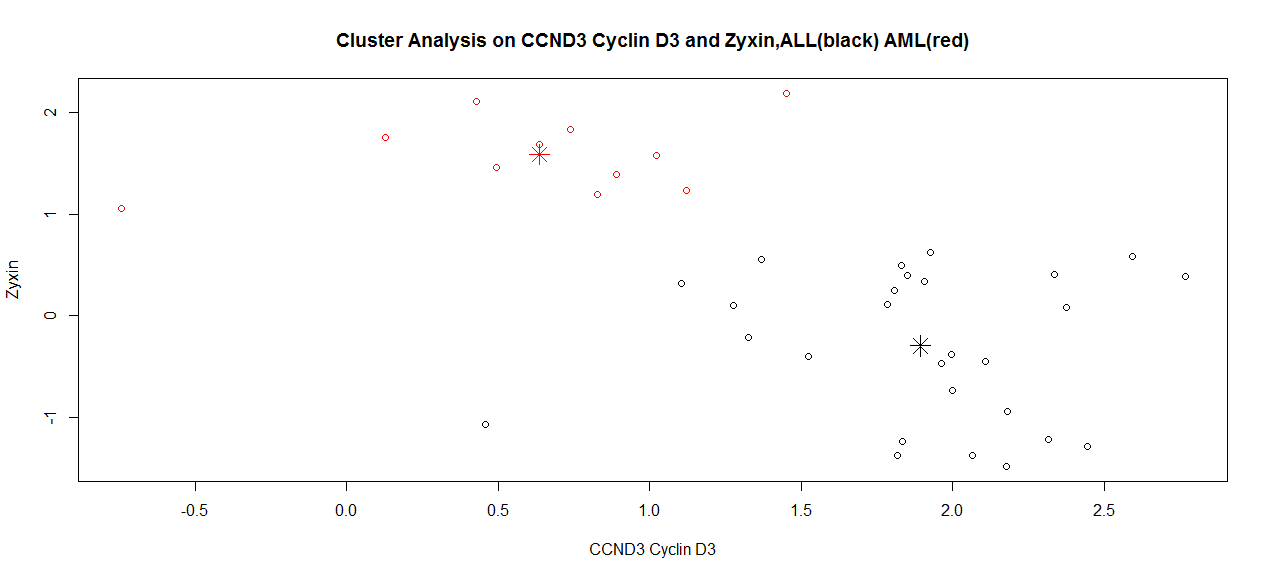 Cluster Analysis on CCND3 Cyclin D3 and Zyxin,ALL(black) AML(red)
2
1
0
-1
Zyxin
-0.5 0.0 0.5 1.0 1.5 2.0 2.5
CCND3 Cyclin D3